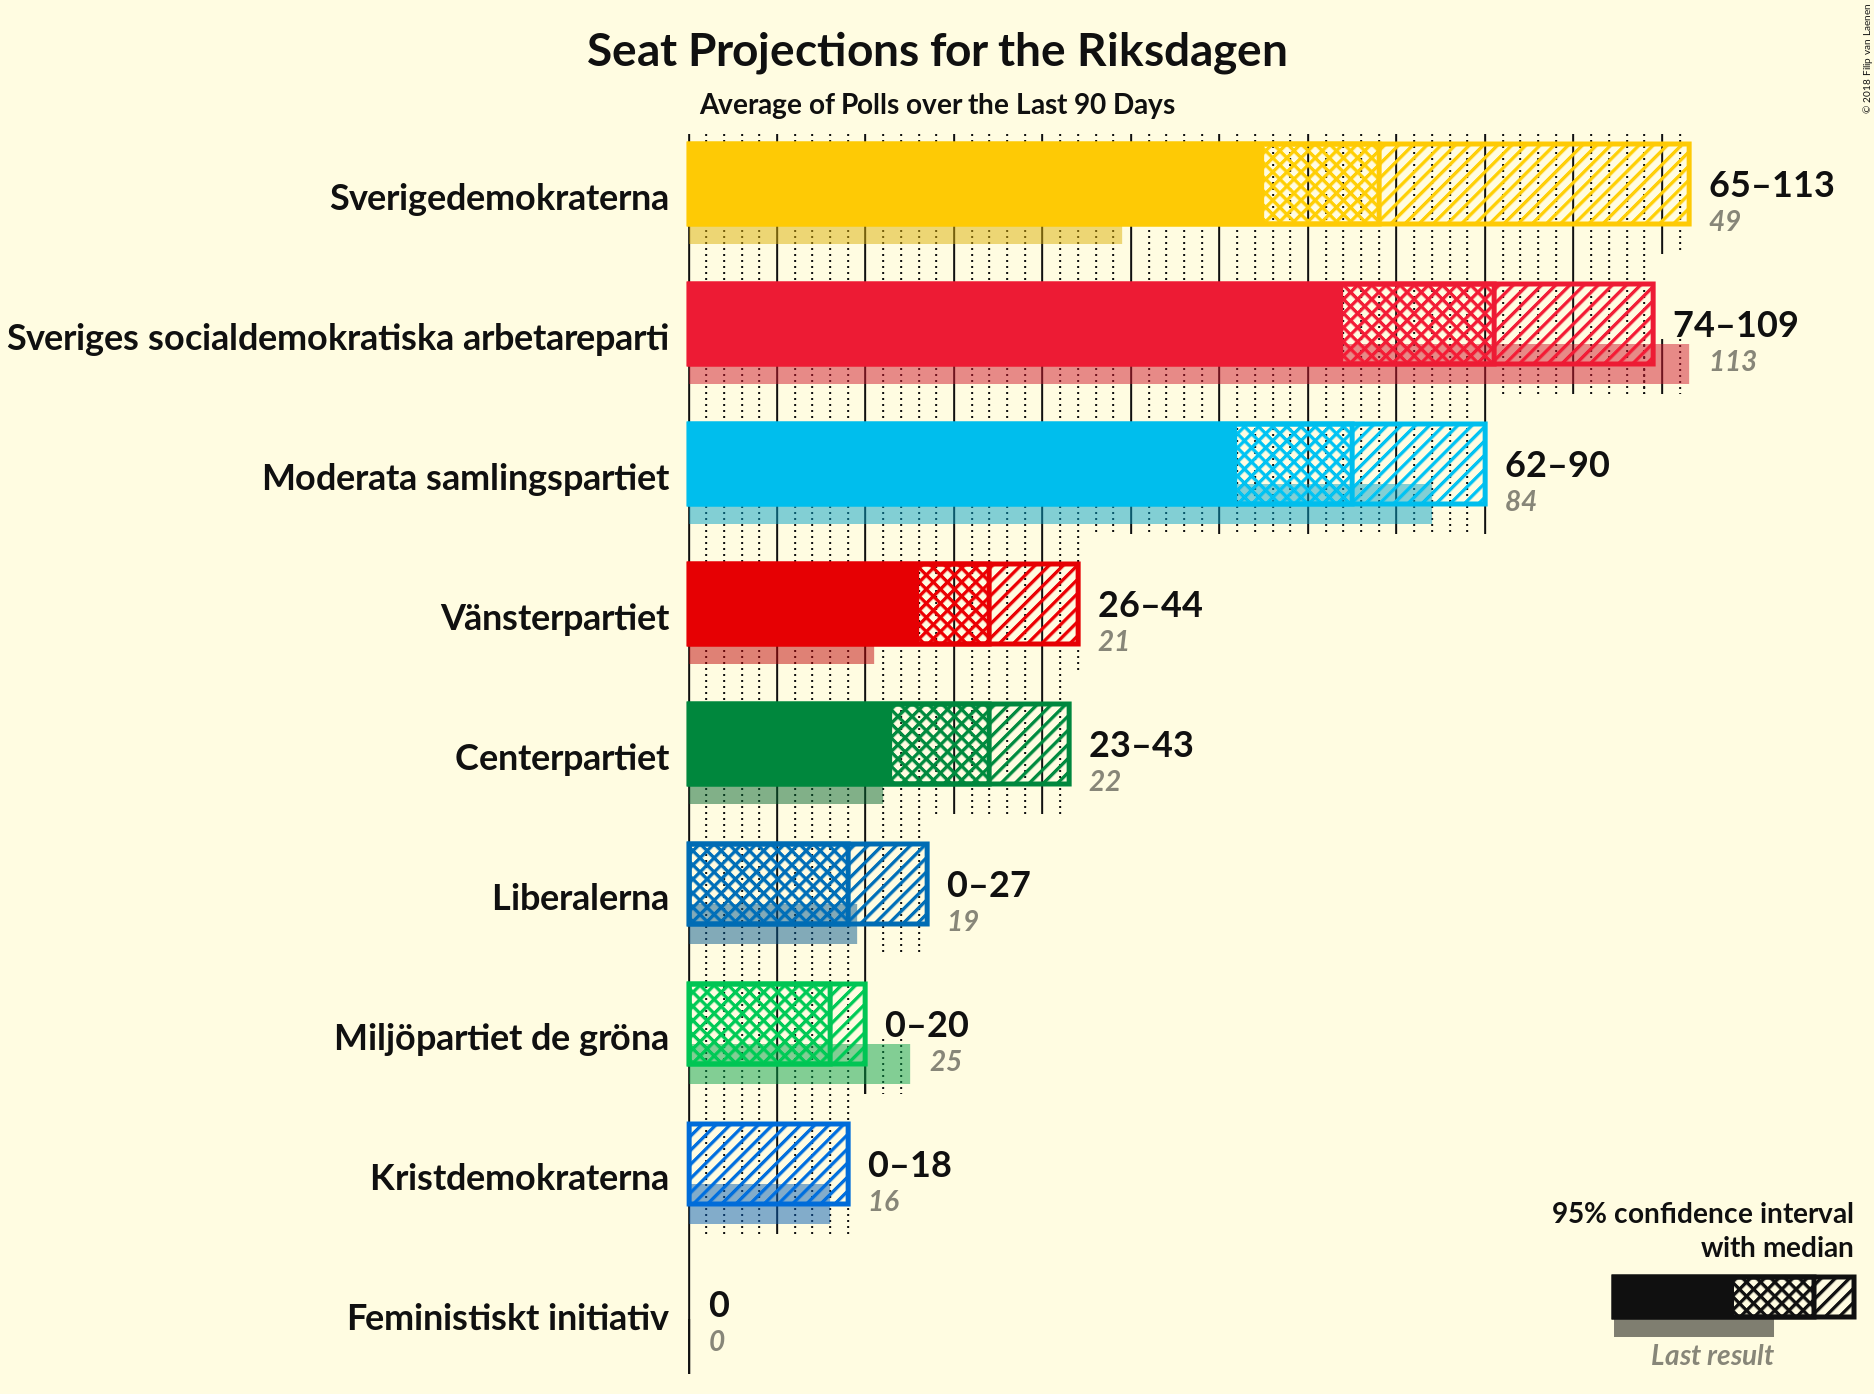 Seat Projections for the Riksdagen
Average of Polls over the Last 90 Days
© 2018 Filip van Laenen
Sverigedemokraterna
65–113
49
Sveriges socialdemokratiska arbetareparti
74–109
113
Moderata samlingspartiet
62–90
84
Vänsterpartiet
26–44
21
Centerpartiet
23–43
22
Liberalerna
0–27
19
Miljöpartiet de gröna
0–20
25
Kristdemokraterna
0–18
16
Feministiskt initiativ
0
0
95% confidence interval
with median
Last result